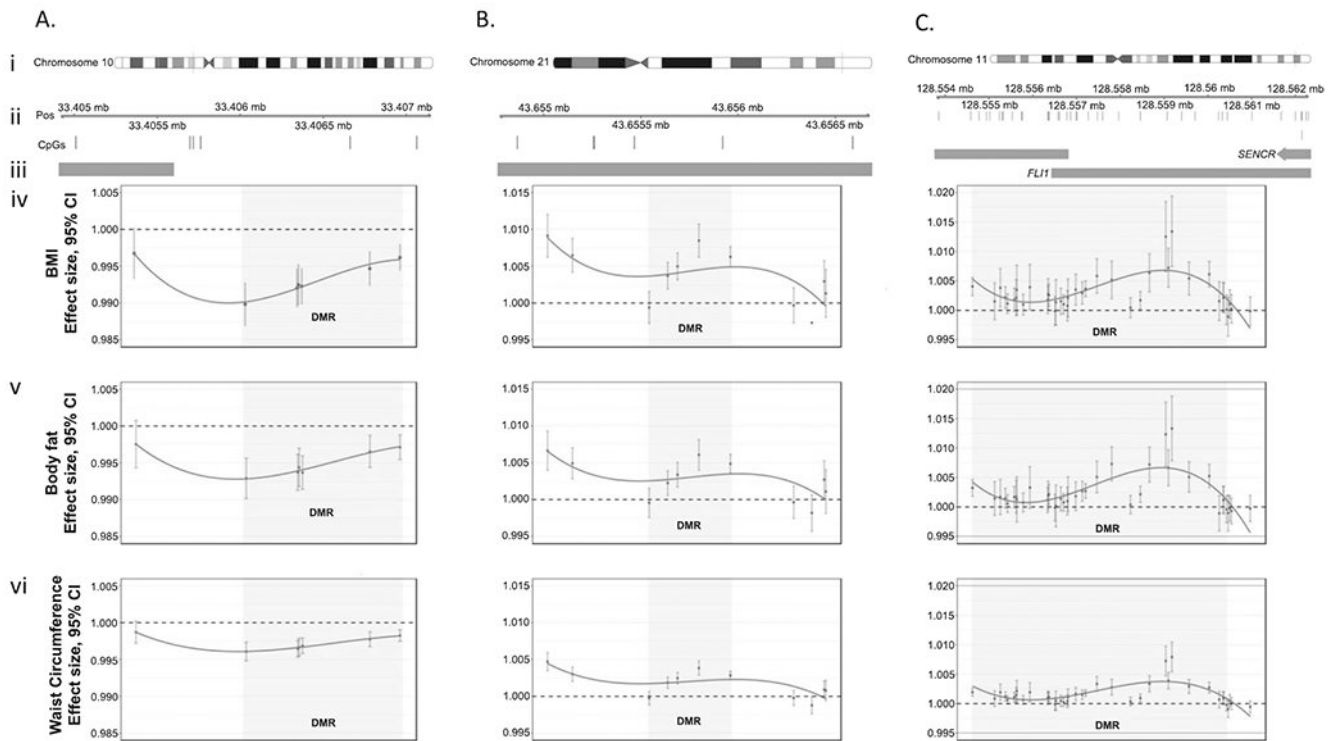 A.
B.
C.
i
Chromosome 10
Chromosome 21
Chromosome 11
ii
Pos
33.405 mb
33.406 mb
33.407 mb
33.4055 mb
33.4065 mb
43.655 mb
43.656 mb
43.6555 mb
43.6565 mb
128.554 mb
128.556 mb
128.558 mb
128.56 mb
128.562 mb
128.555 mb
128.557 mb
128.559 mb
128.561 mb
CpGs
iii
SENCR
FLI1
iv
BMI
Effect size, 95% CI
1.005
1.000
0.995
0.990
0.985
DMR
1.015
1.010
1.005
1.000
0.995
DMR
1.020
1.015
1.010
1.005
1.000
0.995
DMR
v
Body fat
Effect size, 95% CI
1.005
1.000
0.995
0.990
0.985
DMR
1.015
1.010
1.005
1.000
0.995
DMR
1.020
1.015
1.010
1.005
1.000
0.995
DMR
vi
Waist Circumference
Effect size, 95% CI
1.005
1.000
0.995
0.990
0.985
DMR
1.015
1.010
1.005
1.000
0.995
DMR
1.020
1.015
1.010
1.005
1.000
0.995
DMR